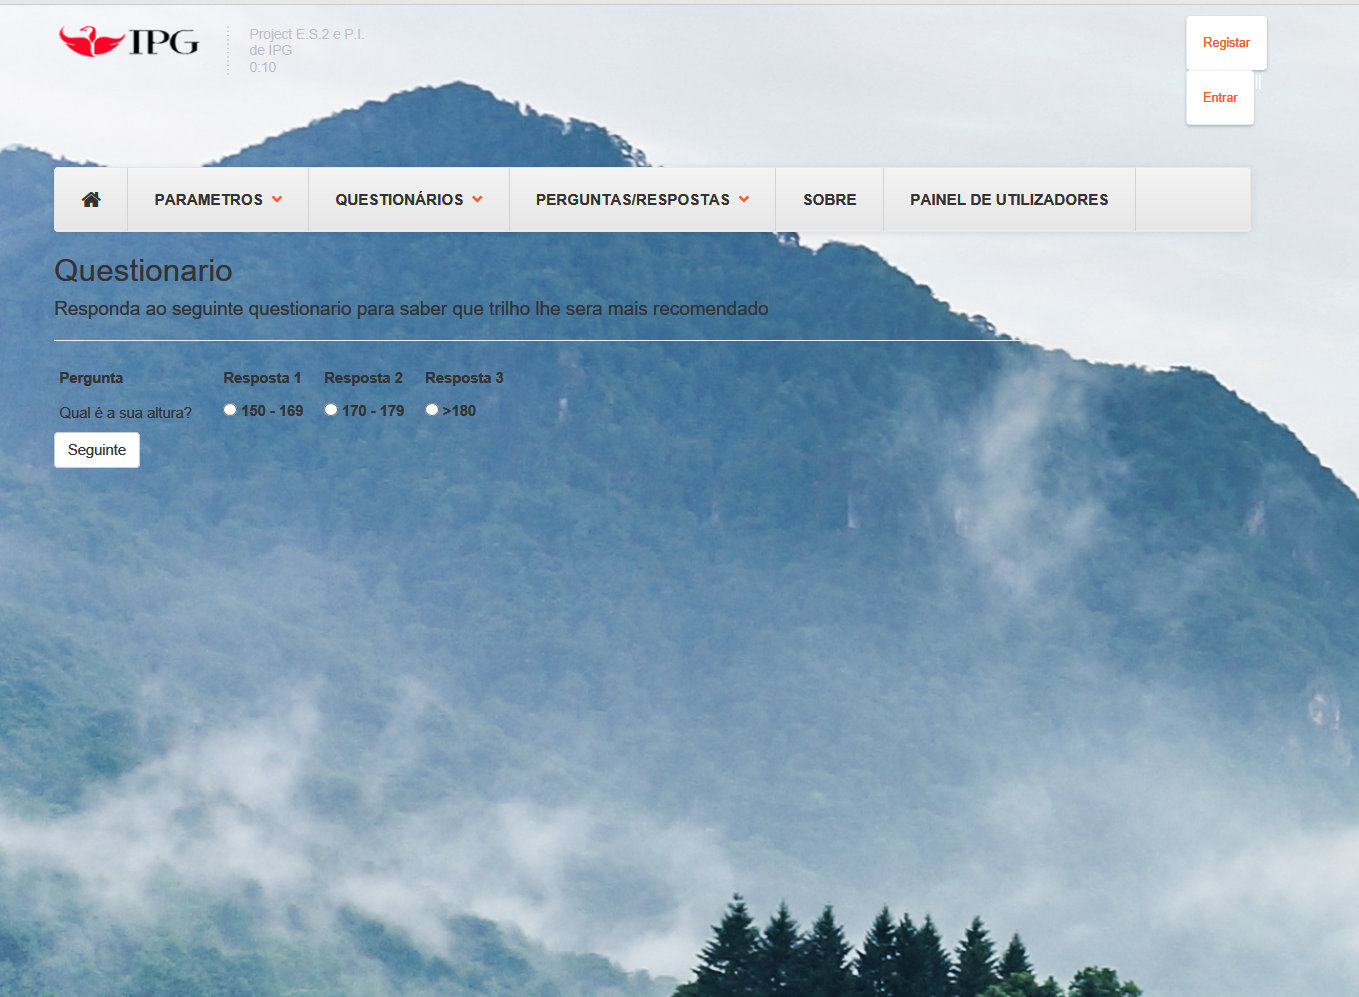 IPG
Project E.S.2 e P.I.
de IPG
0:10
Registar
Entrar
PARAMETROS
QUESTIONÁRIOS
PERGUNTAS/RESPOSTAS
SOBRE
PAINEL DE UTILIZADORES
Questionario
Responda ao seguinte questionario para saber que trilho lhe sera mais recomendado
Pergunta Resposta 1 Resposta 2 Resposta 3
Qual é a sua altura? 150 - 169 170 - 179 >180
Seguinte